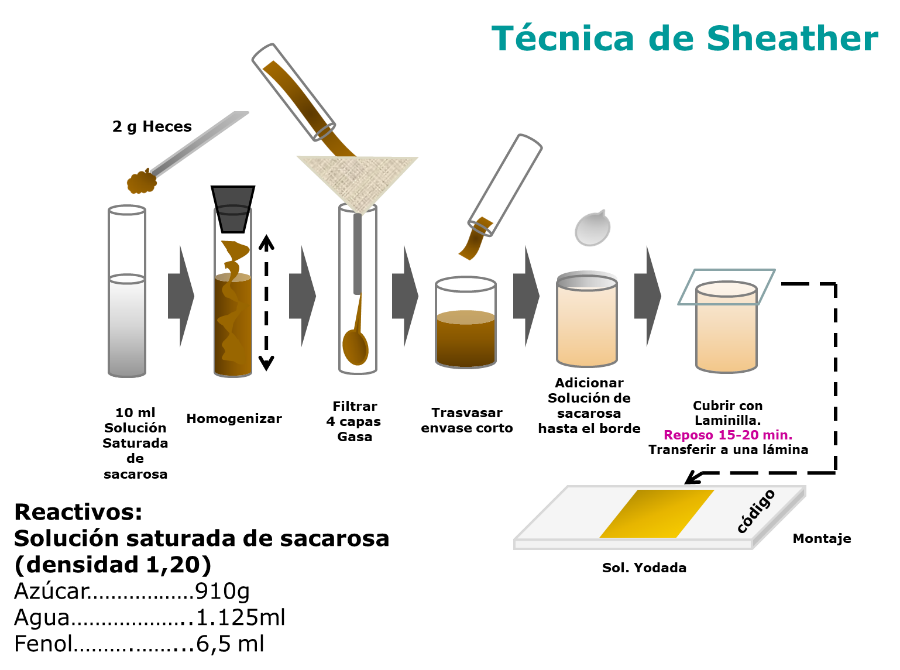 Técnica de Sheather
2 g Heces
10 ml
Solución
Saturada
de
sacarosa
Homogenizar
Filtrar
4 capas
Gasa
Trasvasar
envase corto
Adicionar
Solución de
sacarosa
hasta el borde
Cubrir con
Laminilla.
Reposo 15-20 min.
Transferir a una lámina
código
Montaje
Sol. Yodada
Reactivos:
Solución saturada de sacarosa
(densidad 1,20)
Azúcar………………910g
Agua………………..1.125ml
Fenol……….……...6,5 ml